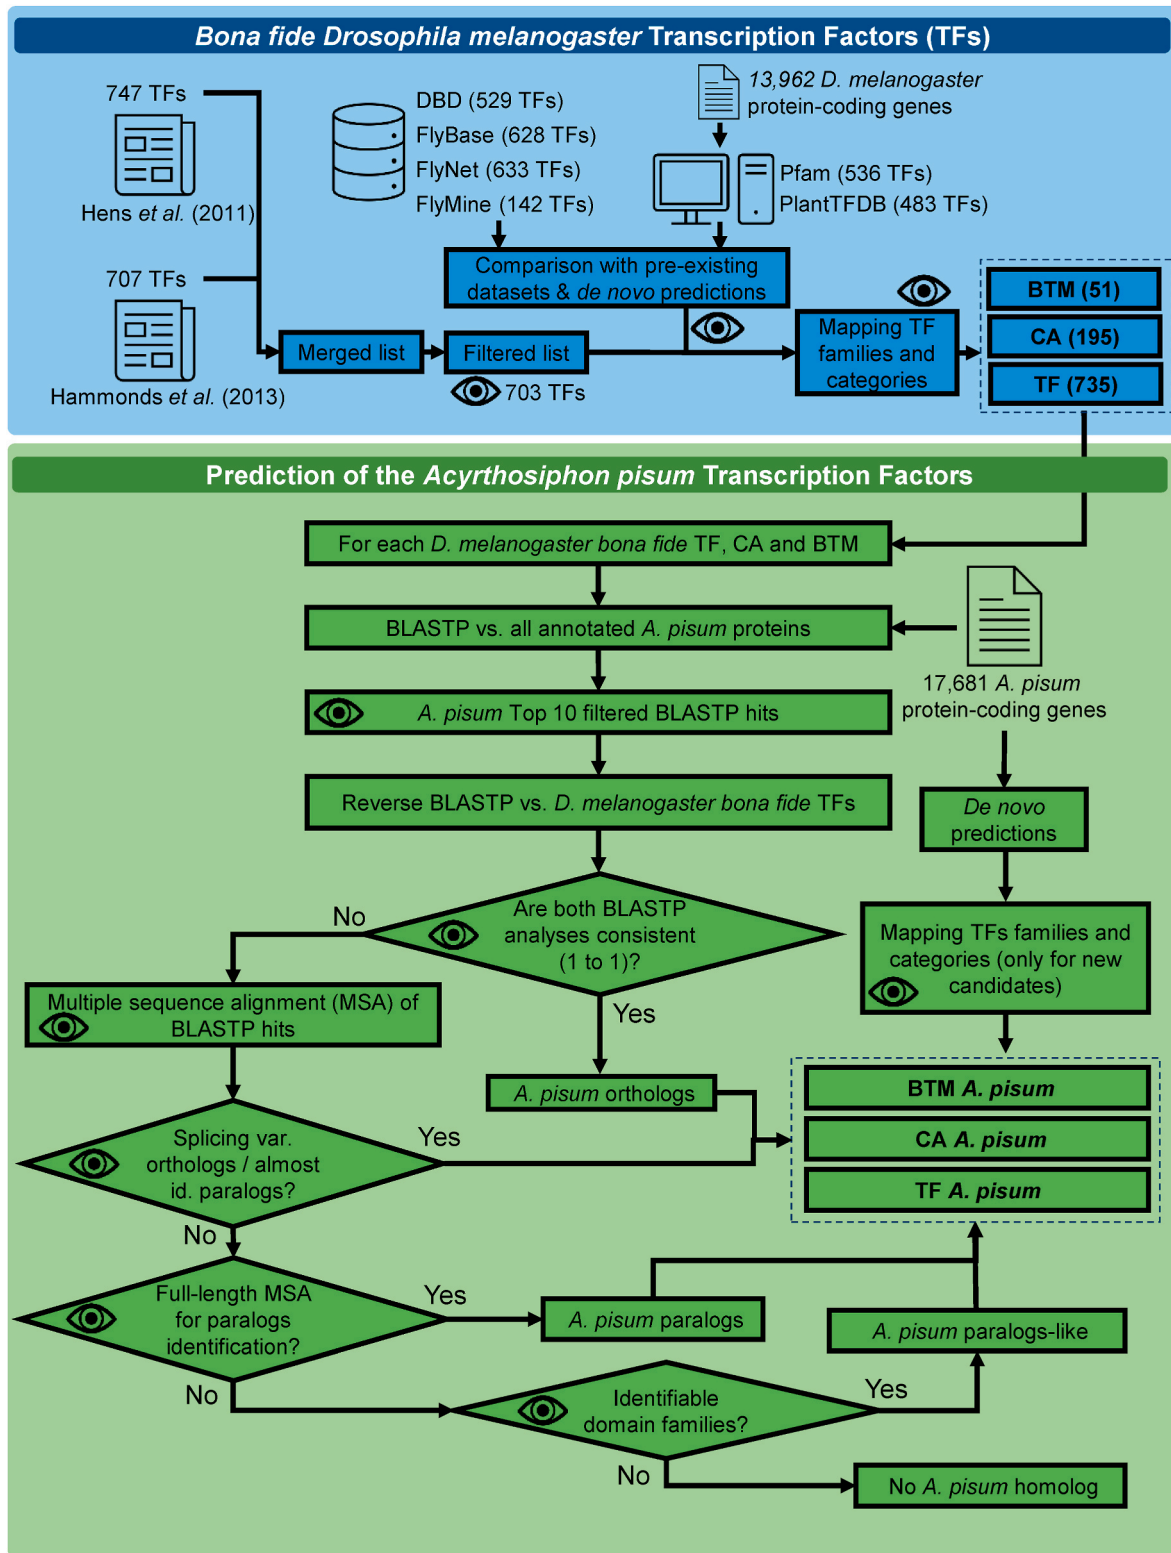 Bona fide Drosophila melanogaster Transcription Factors (TFs)
747 TFs
Hens et al. (2011)
707 TFs
Hammonds et al. (2013)
DBD (529 TFs)
FlyBase (628 TFs)
FlyNet (633 TFs)
FlyMine (142 TFs)
13,962 D. melanogaster
protein-coding genes
Pfam (536 TFs)
PlantTFDB (483 TFs)
Comparison with pre-existing
datasets & de novo predictions
Merged list
Filtered list
703 TFs
Mapping TF
families and
categories
BTM (51)
CA (195)
TF (735)
Prediction of the Acyrthosiphon pisum Transcription Factors
For each D. melanogaster bona fide TF, CA and BTM
BLASTP vs. all annotated A. pisum proteins
17,681 A. pisum
protein-coding genes
A. pisum Top 10 filtered BLASTP hits
Reverse BLASTP vs. D. melanogaster bona fide TFs
De novo
predictions
Are both BLASTP
analyses consistent
(1 to 1)?
No
Yes
Mapping TFs families and
categories (only for new
candidates)
Multiple sequence alignment (MSA) of
BLASTP hits
A. pisum orthologs
BTM A. pisum
CA A. pisum
TF A. pisum
Splicing var.
orthologs / almost
id. paralogs?
Yes
No
Full-length MSA
for paralogs
identification?
Yes
A. pisum paralogs
A. pisum paralogs-like
No
Identifiable
domain families?
Yes
No
No A. pisum homolog